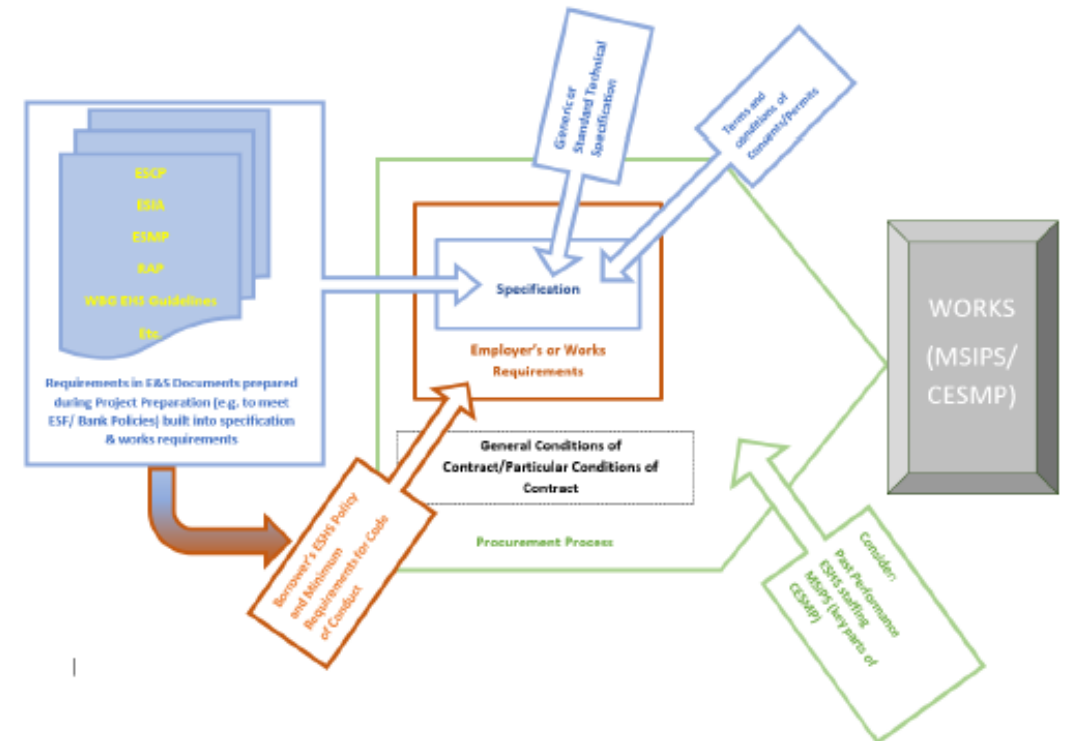 Generic or
Standard Technical
Specification
Terms and
conditions of
Consents/Permits
ESCP
ESIA
ESMP
RAP
WBG EHS Guidelines
Etc.
Requirements in E&S Documents prepared
during Project Preparation (e.g. to meet
ESF/ Bank Policies) built into specification
& works requirements
Specification
Employer's or Works
Requirements
General Conditions of
Contract/Particular Conditions of
Contract
Procurement Process
WORKS
(MSIPS/
CESMP)
Borrower's ESHS Policy
and Minimum
Requirements for Code
of Conduct
Consider:
Past Performance
ESHS staffing
MSIPS (key parts of
CESMP)